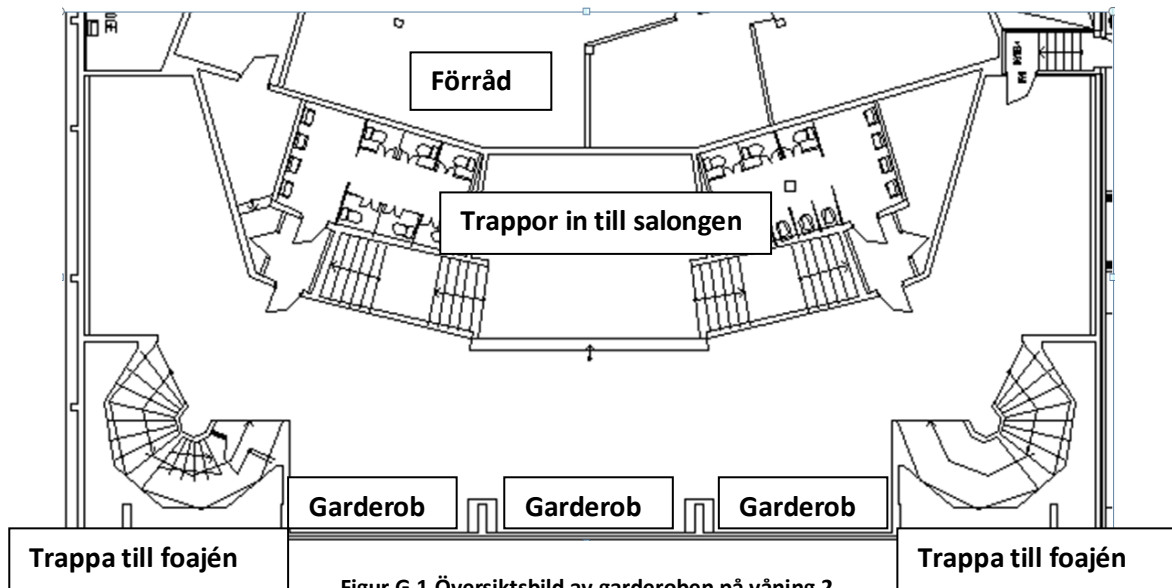 Förråd
Trappor in till salongen
Garderob
Garderob
Garderob
Trappa till foajén
Trappa till foajén
Figur G.1 Översiktsbild av garderoben på våning 2